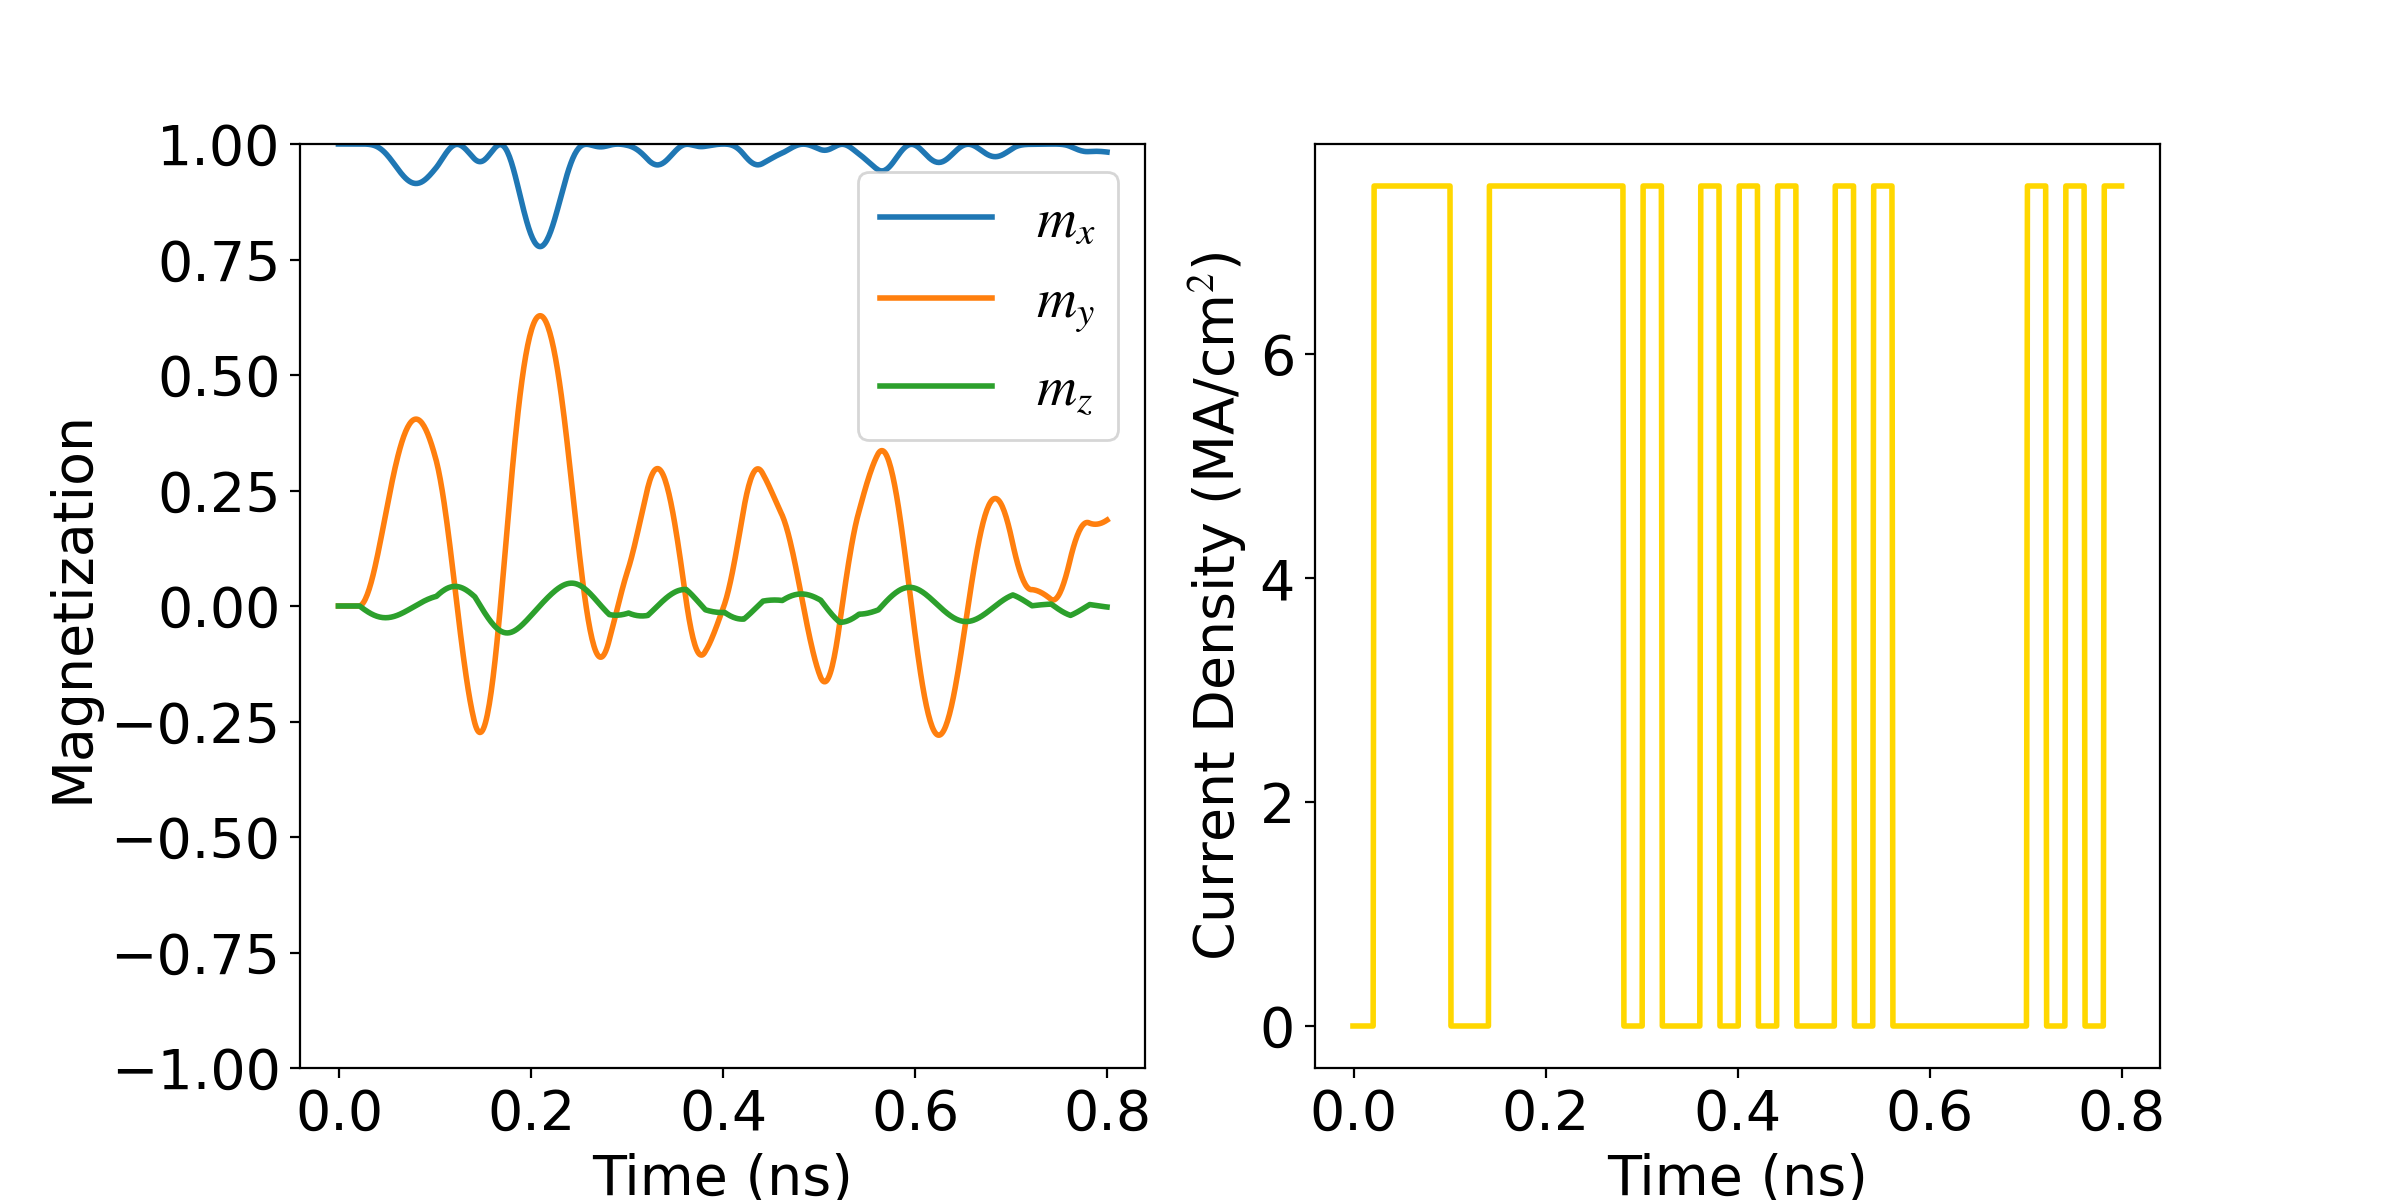 Magnetization
1.00
0.75
0.50
0.25
0.00
−0.25
−0.50
−0.75
−1.00
0.0 0.2 0.4 0.6 0.8
Time (ns)
m_x
m_y
m_z
Current Density (MA/cm²)
6
4
2
0
0.0 0.2 0.4 0.6 0.8
Time (ns)